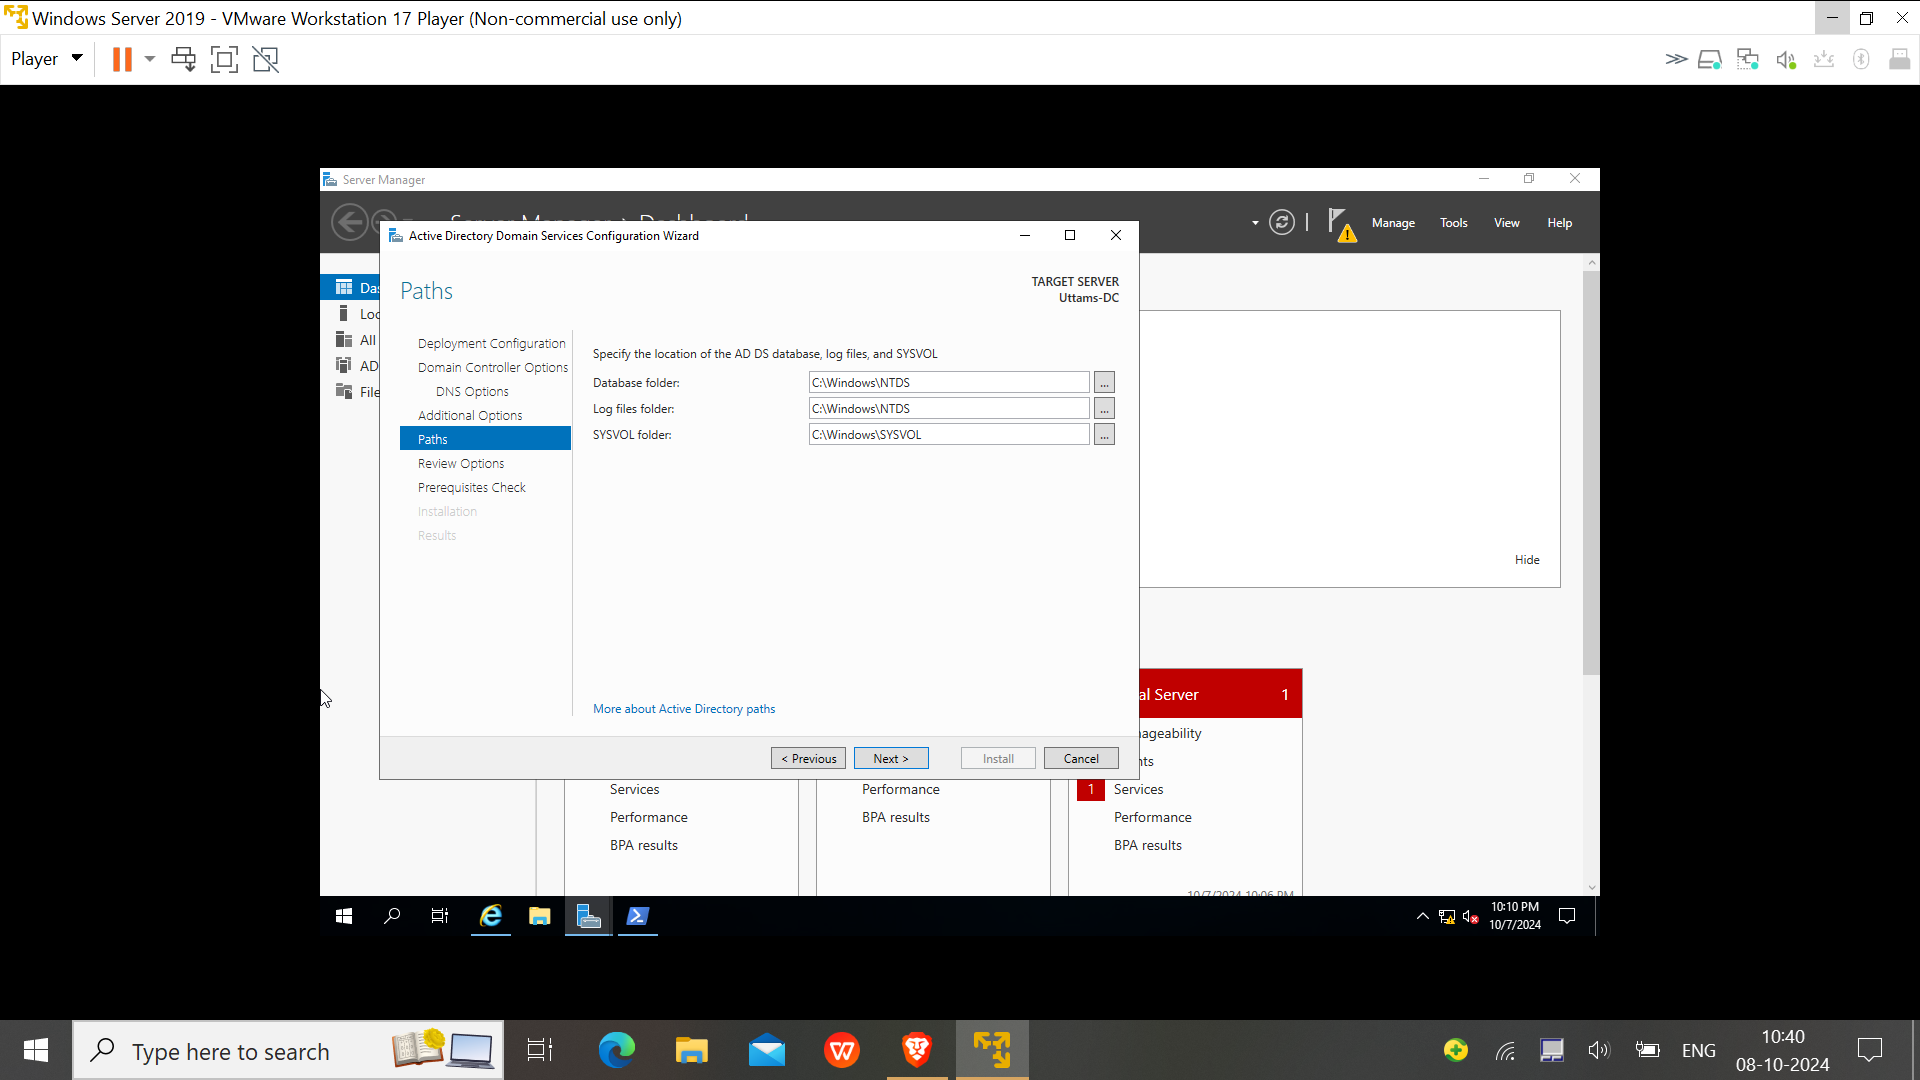 Windows Server 2019 - VMware Workstation 17 Player (Non-commercial use only)
Player
Server Manager
Manage
Tools
View
Help
Active Directory Domain Services Configuration Wizard
Paths
TARGET SERVER
Uttams-DC
Deployment Configuration
Domain Controller Options
DNS Options
Additional Options
Paths
Review Options
Prerequisites Check
Installation
Results
Specify the location of the AD DS database, log files, and SYSVOL
Database folder:
C:\Windows\NTDS
...
Log files folder:
C:\Windows\NTDS
...
SYSVOL folder:
C:\Windows\SYSVOL
...
More about Active Directory paths
< Previous
Next >
Install
Cancel
All
AD
File
Hide
al Server
1
ageability
nts
1
Services
Performance
BPA results
Services
Performance
BPA results
Performance
BPA results
10/7/2024 10:06 PM
10:10 PM
10/7/2024
Type here to search
ENG
10:40
08-10-2024